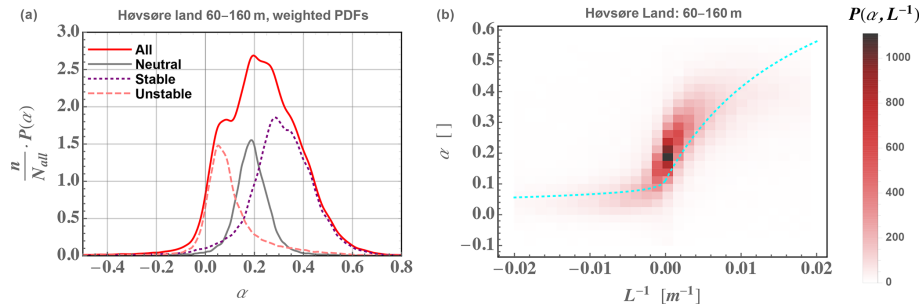 (a) Høvsøre land 60–160 m, weighted PDFs
3.0
2.5
2.0
1.5
1.0
0.5
0.0
n/N_all · P(α)
All
Neutral
Stable
Unstable
−0.4 −0.2 0.0 0.2 0.4 0.6 0.8
α
(b) Høvsøre Land: 60–160 m
0.6
0.5
0.4
0.3
0.2
0.1
0.0
−0.1
α [ ]
−0.02 −0.01 0.00 0.01 0.02
L⁻¹ [m⁻¹]
P(α, L⁻¹)
1000
800
600
400
200
0